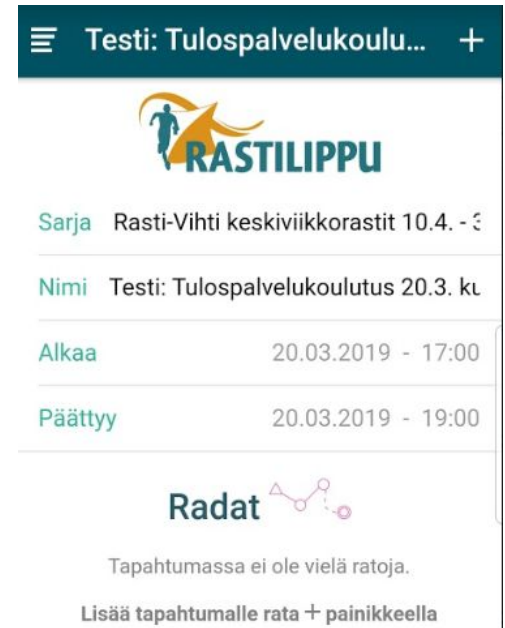 Testi: Tulospalvelukoulu... +
RASTILIPPU
Sarja Rasti-Vihti keskiviikkorastit 10.4. -
Nimi Testi: Tulospalvelukoulutus 20.3.
Alkaa 20.03.2019 - 17:00
Päättyy 20.03.2019 - 19:00
Radat
Tapahtumassa ei ole vielä ratoja.
Lisää tapahtumalle rata + painikkeella